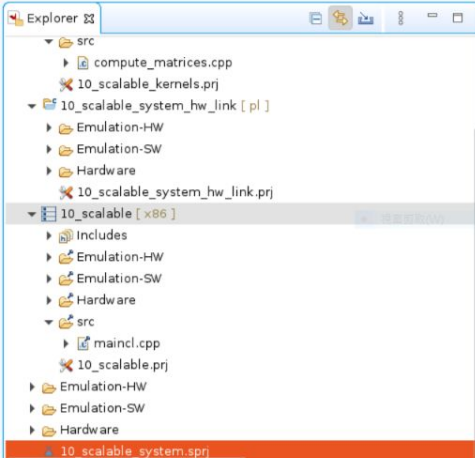 Explorer
src
compute_matrices.cpp
10_scalable_kernels.prj
10_scalable_system_hw_link [ pl ]
Emulation-HW
Emulation-SW
Hardware
10_scalable_system_hw_link.prj
10_scalable [ x86 ]
Includes
Emulation-HW
Emulation-SW
Hardware
src
maincl.cpp
10_scalable.prj
Emulation-HW
Emulation-SW
Hardware
10_scalable_system.sprj